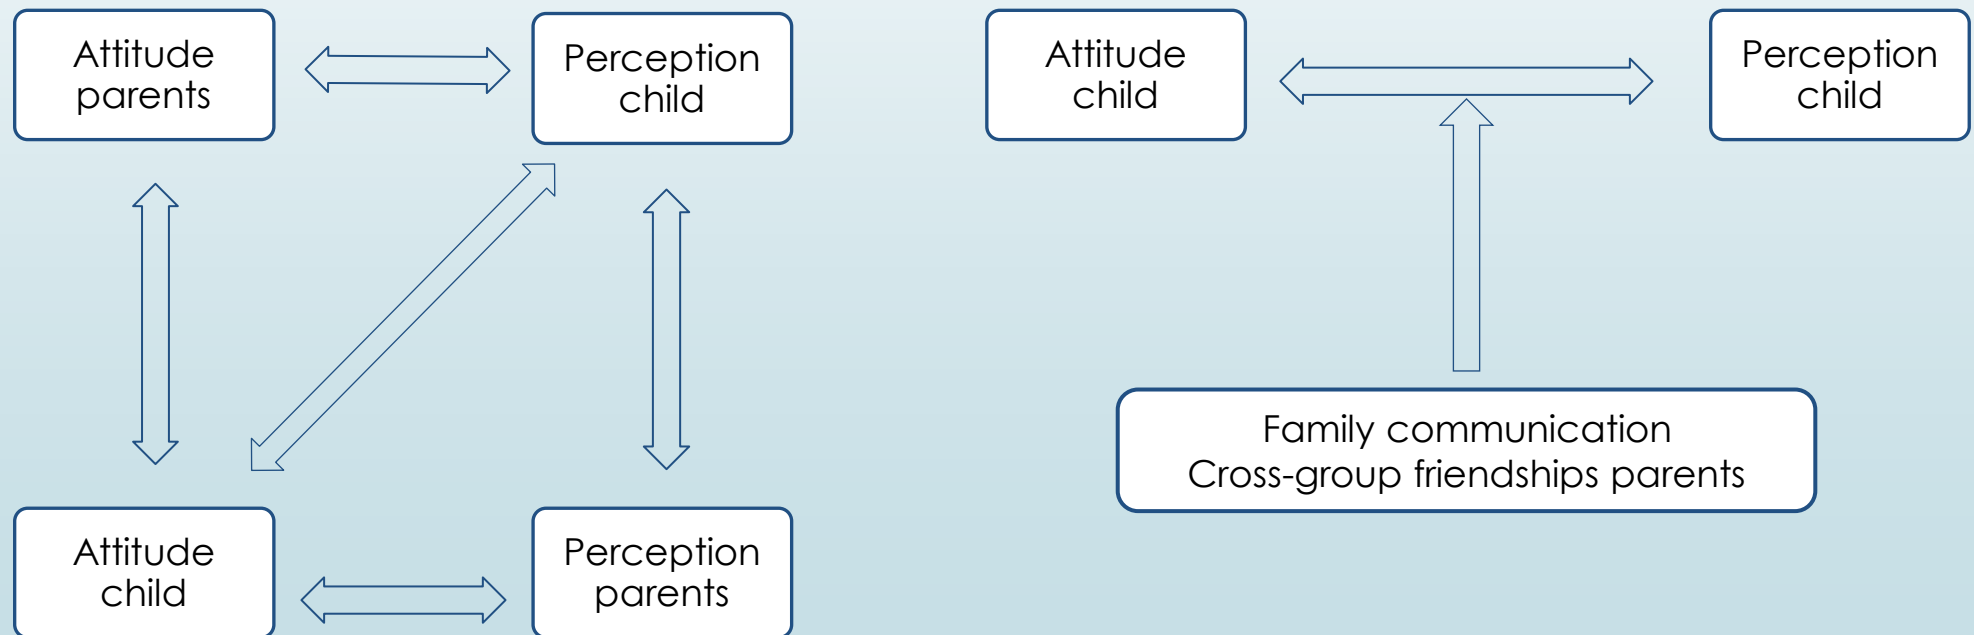 Attitude
parents
Perception
child
Attitude
child
Perception
parents
Attitude
child
Perception
child
Family communication
Cross-group friendships parents